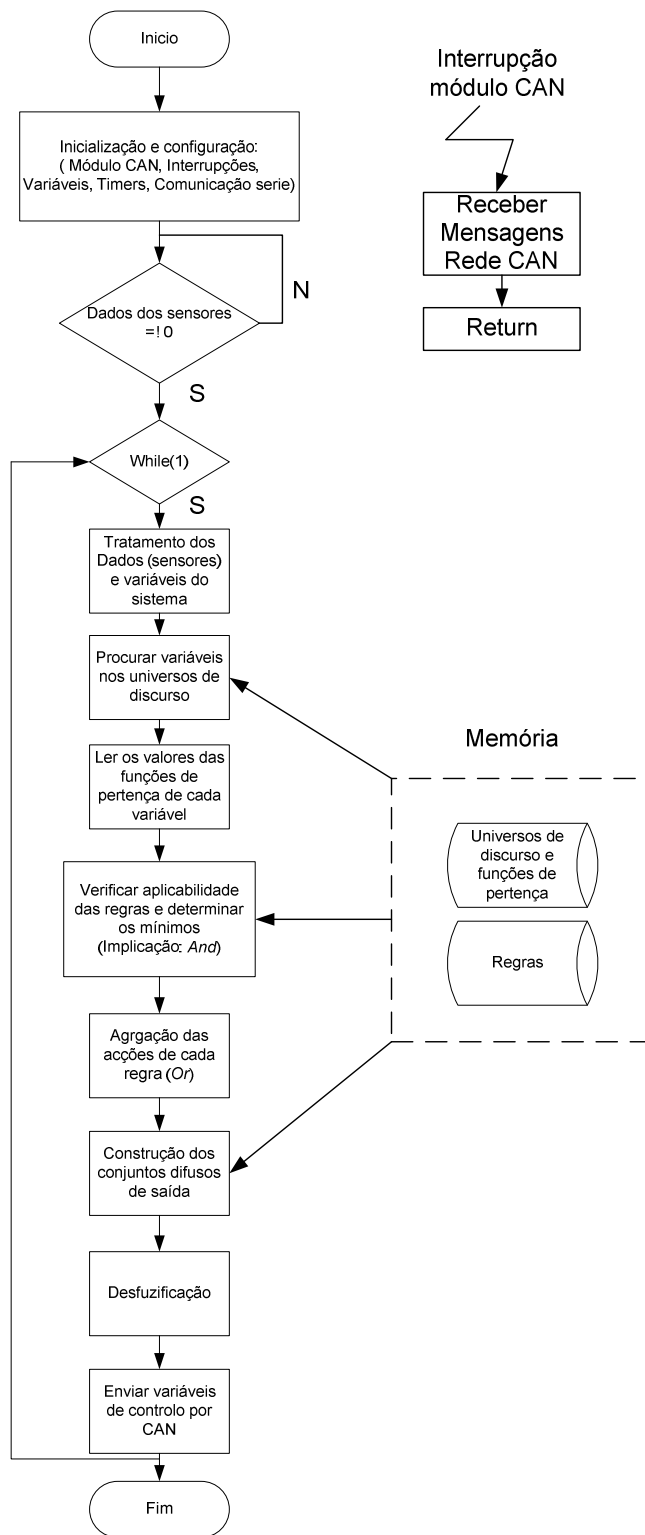 Inicio
Inicialização e configuração:
( Módulo CAN, Interrupções,
Variáveis, Timers, Comunicação serie)
Dados dos sensores
=! 0
N
S
While(1)
S
Tratamento dos
Dados (sensores)
e variáveis do
sistema
Procurar variáveis
nos universos de
discurso
Ler os valores das
funções de
pertença de cada
variável
Verificar aplicabilidade
das regras e determinar
os mínimos
(Implicação: And)
Agrgação das
acções de cada
regra (Or)
Construção dos
conjuntos difusos
de saída
Desfuzificação
Enviar variáveis
de controlo por
CAN
Fim
Interrupção
módulo CAN
Receber
Mensagens
Rede CAN
Return
Memória
Universos de
discurso e
funções de
pertença
Regras